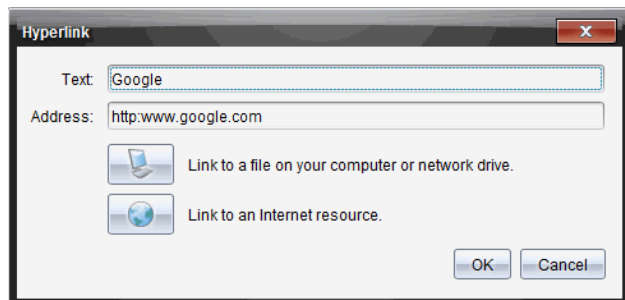 Hyperlink
Text: Google
Address: http:www.google.com
Link to a file on your computer or network drive.
Link to an Internet resource.
OK Cancel